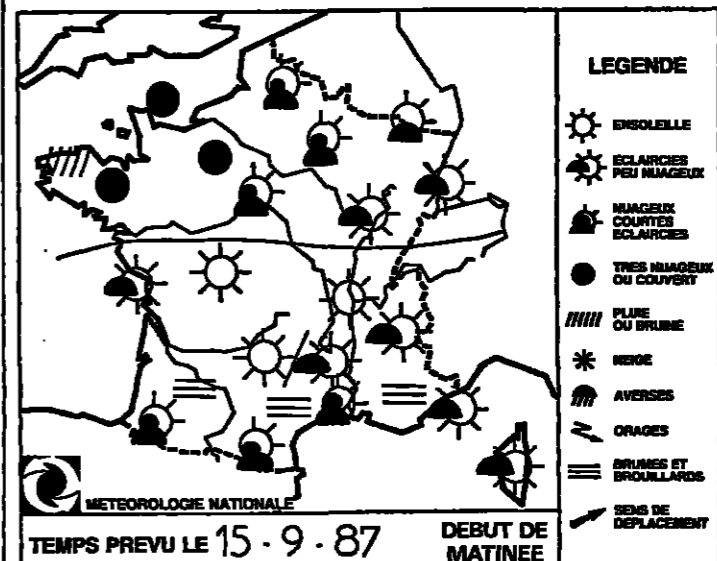 LEGENDE
ENSOLEILLE
ECLAIRCIES
PEU NUAGEUX
NUAGEUX
COURTES
ECLAIRCIES
TRES NUAGEUX
OU COUVERT
PLUIE
OU BRUINE
NEIGE
AVERSES
ORAGES
BRUMES ET
BROUILLARDS
SENS DE
DEPLACEMENT
METEOROLOGIE NATIONALE
TEMPS PREVU LE 15 - 9 - 87 DEBUT DE
MATINEE